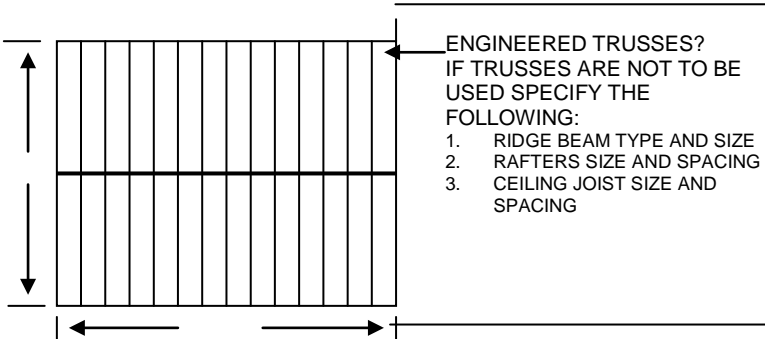 ENGINEERED TRUSSES?
IF TRUSSES ARE NOT TO BE
USED SPECIFY THE
FOLLOWING:
1. RIDGE BEAM TYPE AND SIZE
2. RAFTERS SIZE AND SPACING
3. CEILING JOIST SIZE AND
SPACING